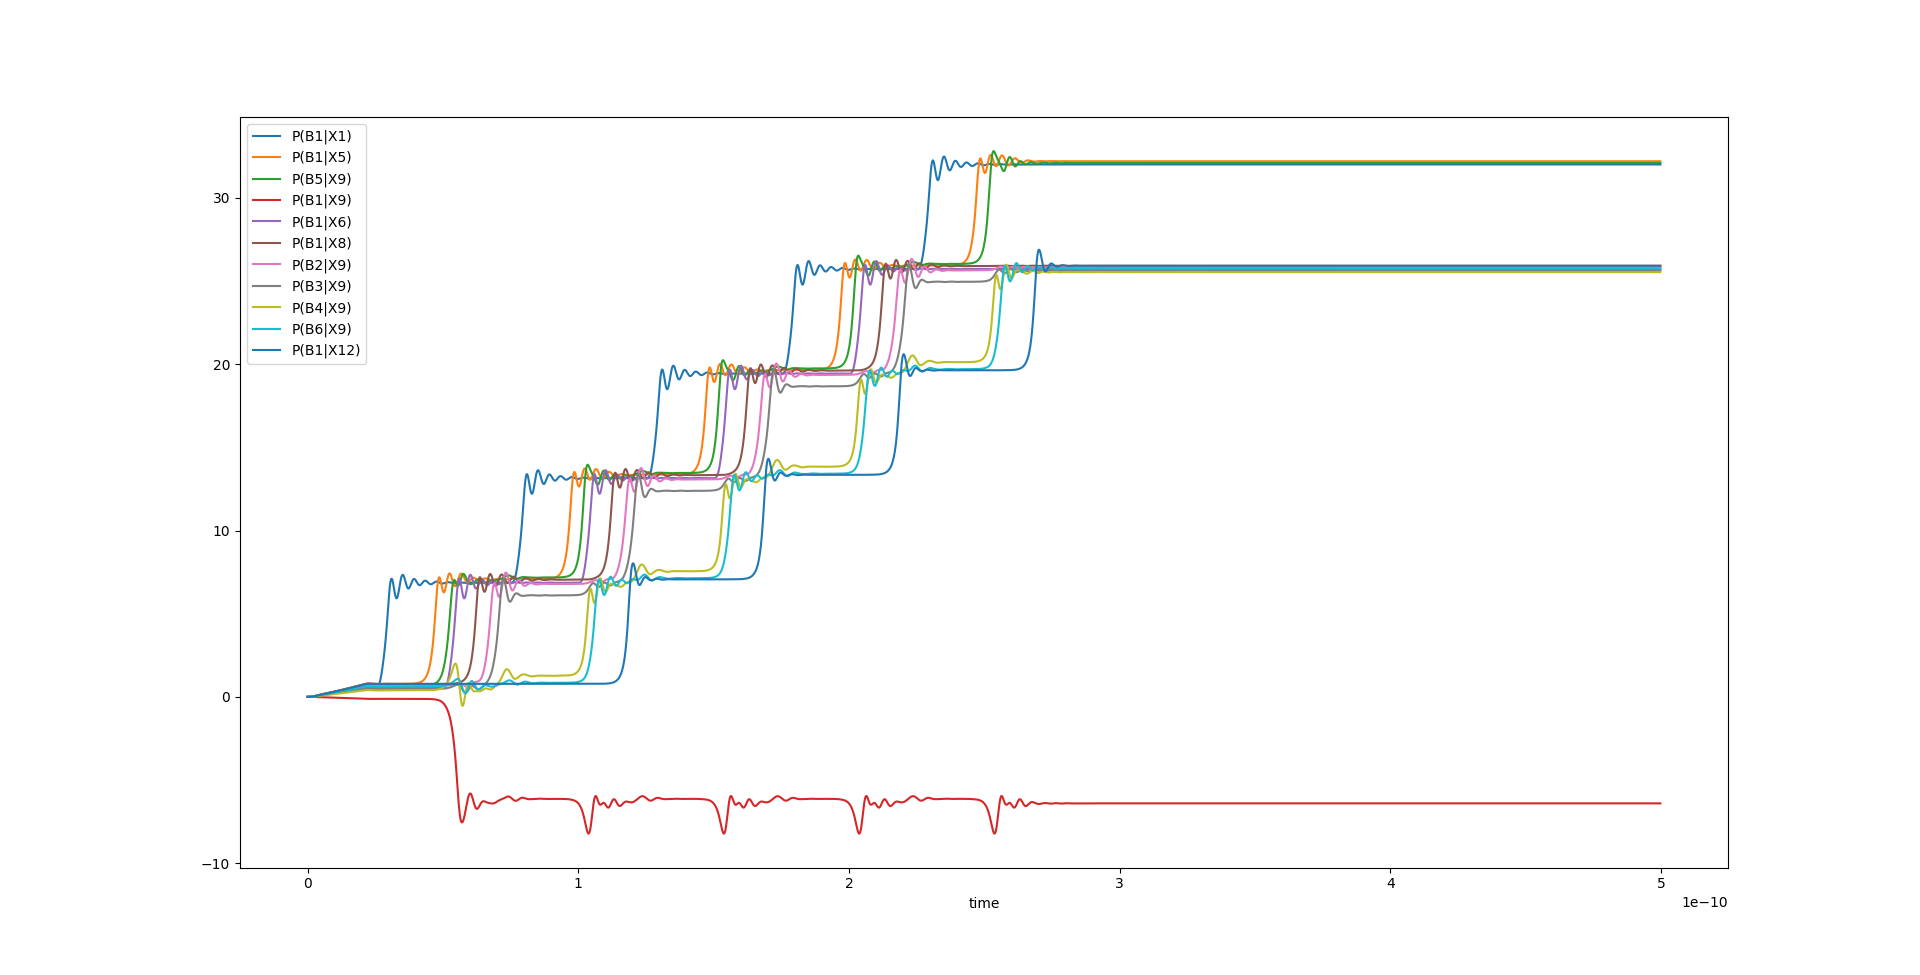 P(B1|X1)
P(B1|X5)
P(B5|X9)
P(B1|X9)
P(B1|X6)
P(B1|X8)
P(B2|X9)
P(B3|X9)
P(B4|X9)
P(B6|X9)
P(B1|X12)
30
20
10
0
−10
0 1 2 3 4 5
time
1e−10